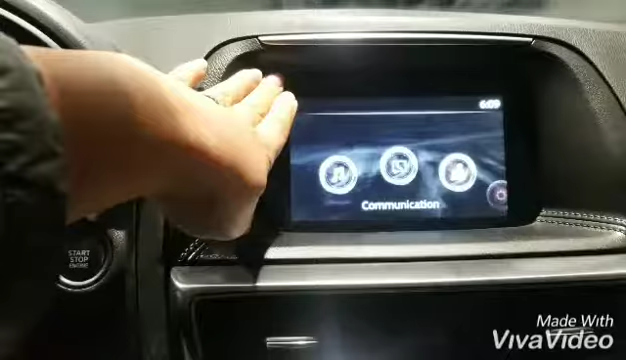 6:09
Communication
START
STOP
ENGINE
Made With
VivaVideo